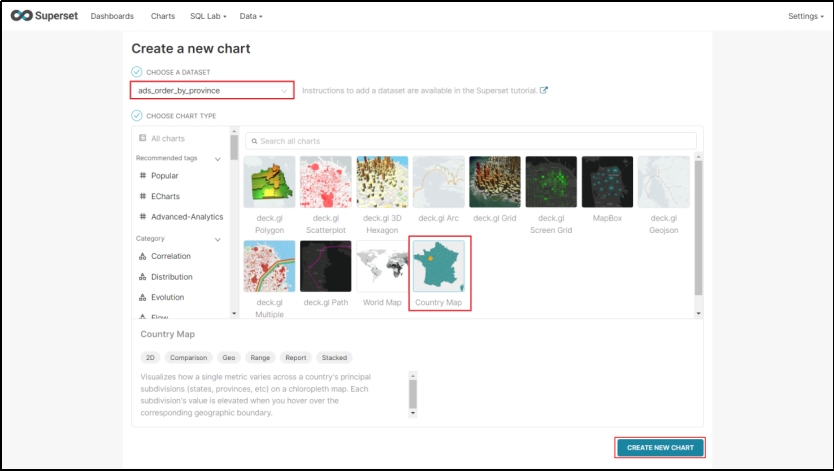 Superset Dashboards Charts SQL Lab Data Settings
Create a new chart
CHOOSE A DATASET
ads_order_by_province Instructions to add a dataset are available in the Superset tutorial.
CHOOSE CHART TYPE
All charts
Search all charts
Recommended tags
# Popular
# ECharts
# Advanced-Analytics
Category
Correlation
Distribution
Evolution
Flow
deck.gl Polygon
deck.gl Scatterplot
deck.gl 3D Hexagon
deck.gl Arc
deck.gl Grid
deck.gl Screen Grid
MapBox
deck.gl Geojson
deck.gl Multiple
deck.gl Path
World Map
Country Map
Country Map
2D Comparison Geo Range Report Stacked
Visualizes how a single metric varies across a country's principal
subdivisions (states, provinces, etc) on a chloropleth map. Each
subdivision's value is elevated when you hover over the
corresponding geographic boundary.
CREATE NEW CHART